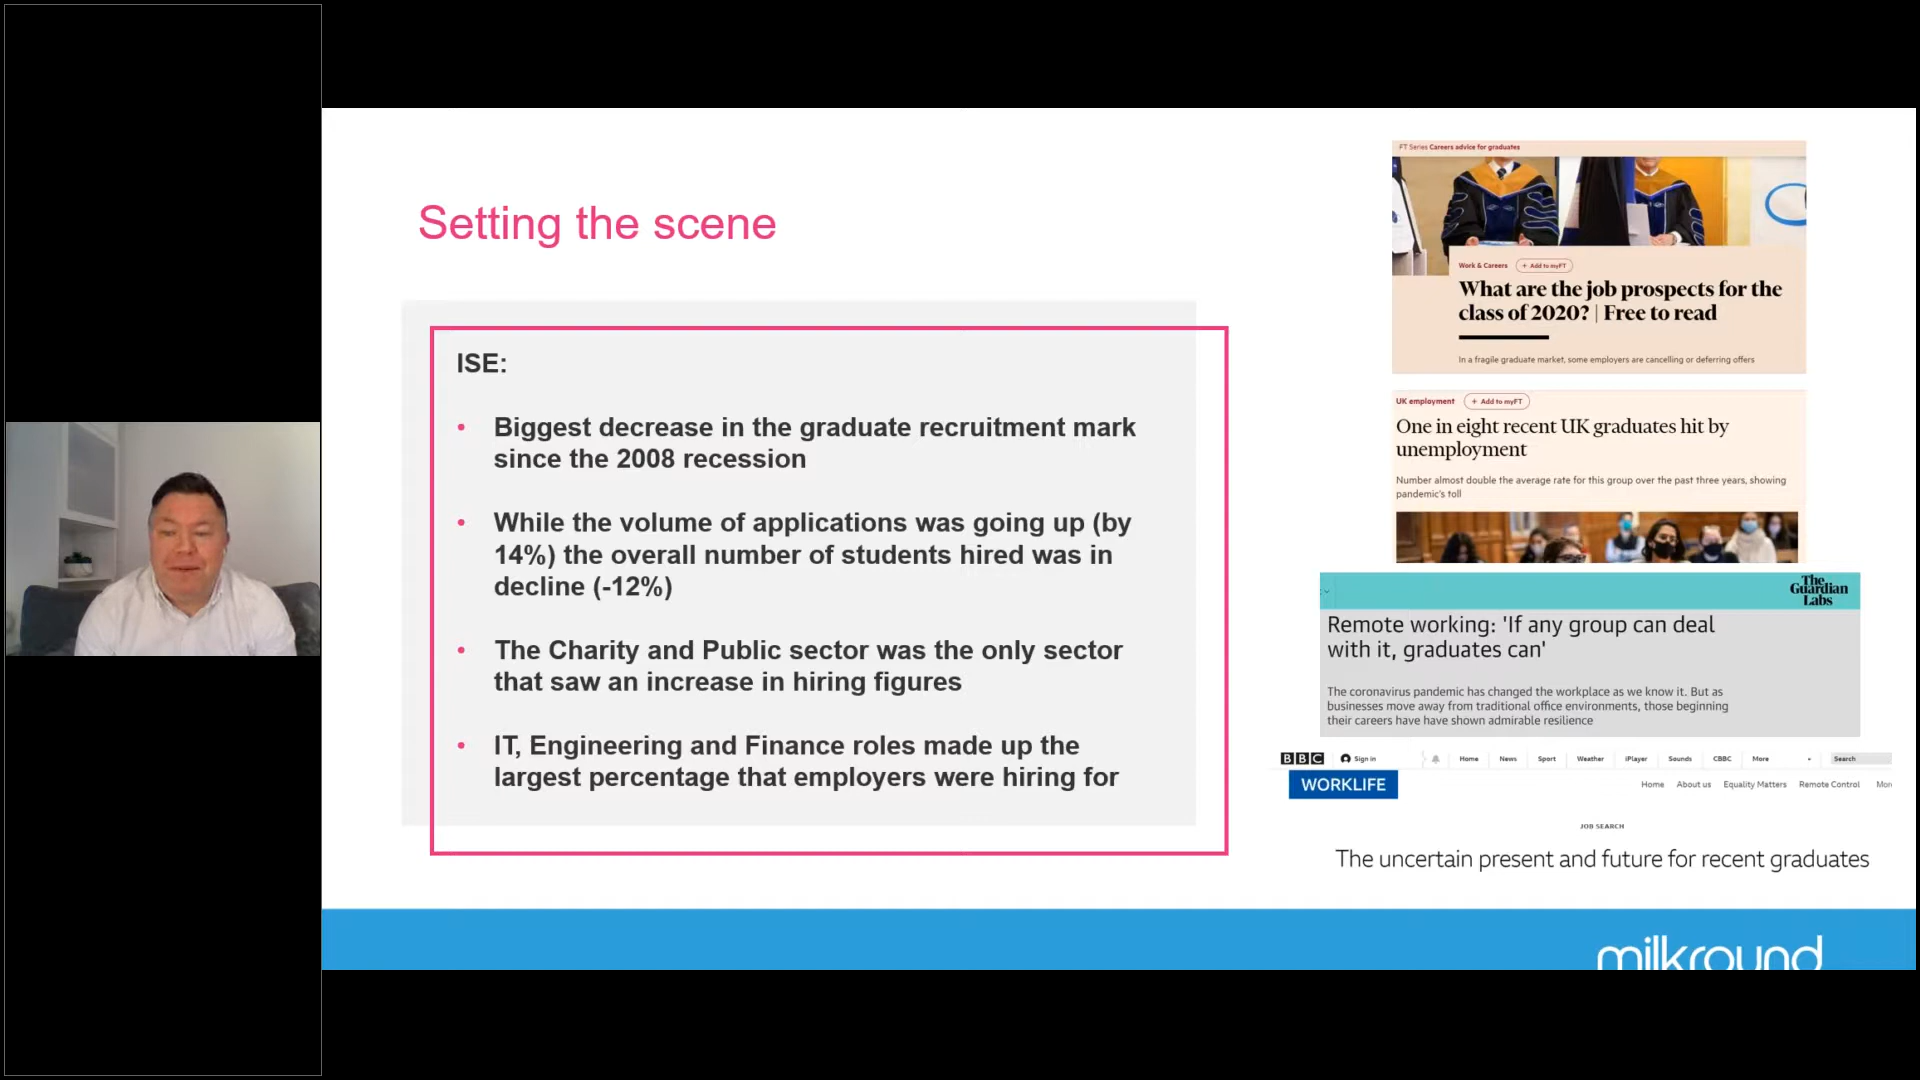 Setting the scene
ISE:
• Biggest decrease in the graduate recruitment mark
since the 2008 recession
• While the volume of applications was going up (by
14%) the overall number of students hired was in
decline (-12%)
• The Charity and Public sector was the only sector
that saw an increase in hiring figures
• IT, Engineering and Finance roles made up the
largest percentage that employers were hiring for
FT Series Careers advice for graduates
Work & Careers + Add to myFT
What are the job prospects for the
class of 2020? | Free to read
In a fragile graduate market, some employers are cancelling or deferring offers
UK employment + Add to myFT
One in eight recent UK graduates hit by
unemployment
Number almost double the average rate for this group over the past three years, showing
pandemic's toll
The
Guardian
Labs
Remote working: 'If any group can deal
with it, graduates can'
The coronavirus pandemic has changed the workplace as we know it. But as
businesses move away from traditional office environments, those beginning
their careers have have shown admirable resilience
BBC Sign in Home News Sport Weather iPlayer Sounds CBBC More Search
WORKLIFE
Home About us Equality Matters Remote Control Mor
JOB SEARCH
The uncertain present and future for recent graduates
milkround